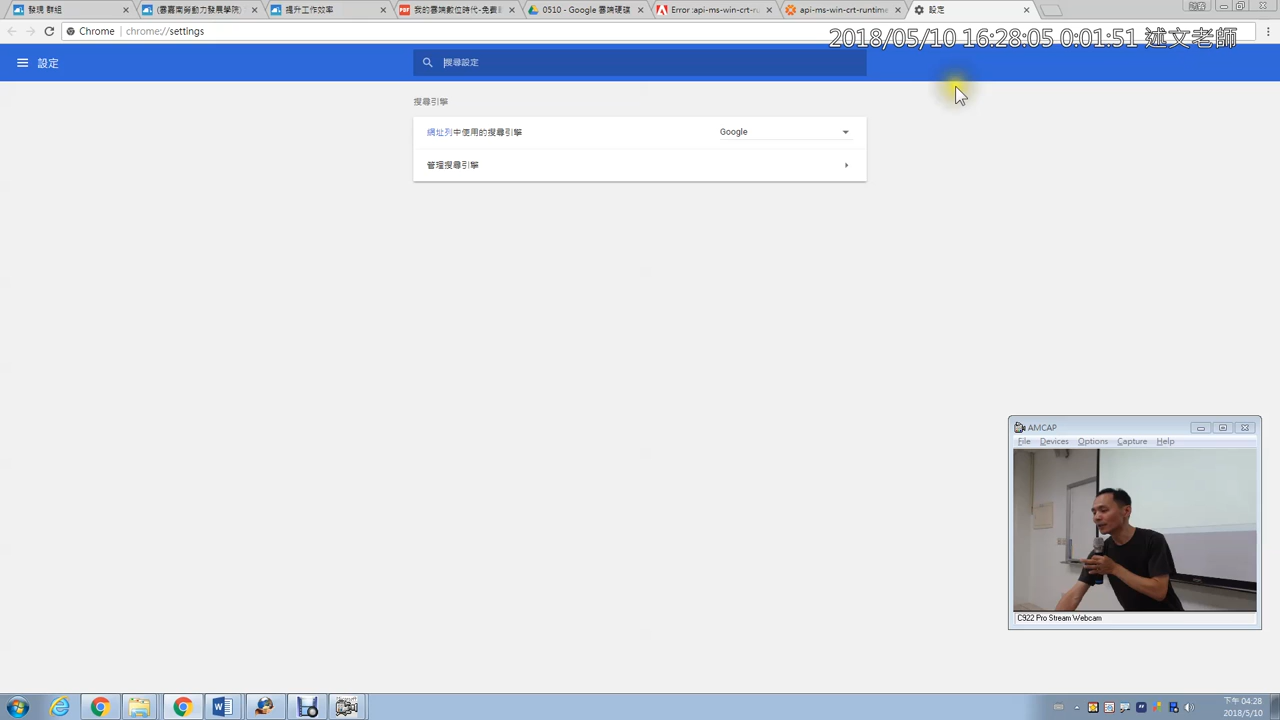 發現 群組
(雲嘉南勞動力發展學院)
提升工作效率
我的雲端數位時代-免費
0510 - Google 雲端硬碟
Error :api-ms-win-crt-ru
api-ms-win-crt-runtime
設定
Chrome
chrome://settings
2018/05/10 16:28:05 0:01:51 述文老師
設定
搜尋設定
搜尋引擎
網址列中使用的搜尋引擎
Google
管理搜尋引擎
AMCAP
File Devices Options Capture Help
C922 Pro Stream Webcam
下午 04:28
2018/5/10